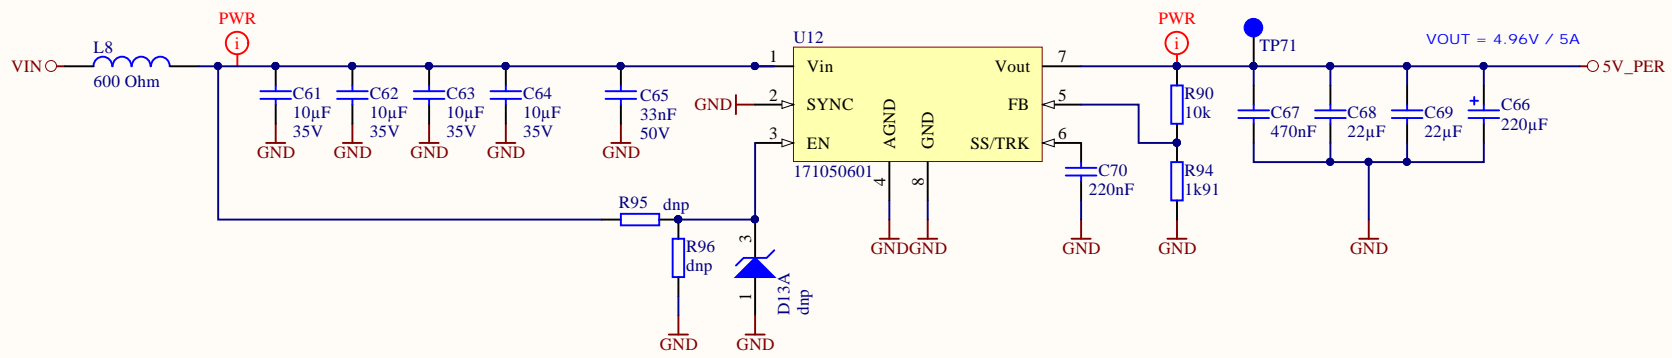 PWR
i
PWR
i
L8
600 Ohm
VIN
U12
TP71
VOUT = 4.96V / 5A
5V_PER
1
Vin
Vout
7
2
SYNC
FB
5
3
EN
SS/TRK
6
AGND
GND
171050601
4
8
GND
C61
10µF
35V
GND
C62
10µF
35V
GND
C63
10µF
35V
GND
C64
10µF
35V
GND
C65
33nF
50V
GND
R90
10k
R94
1k91
GND
C70
220nF
GND
C67
470nF
C68
22µF
C69
22µF
+
C66
220µF
GND
GND
GND
R95
dnp
R96
dnp
GND
3
1
D13A
dnp
GND